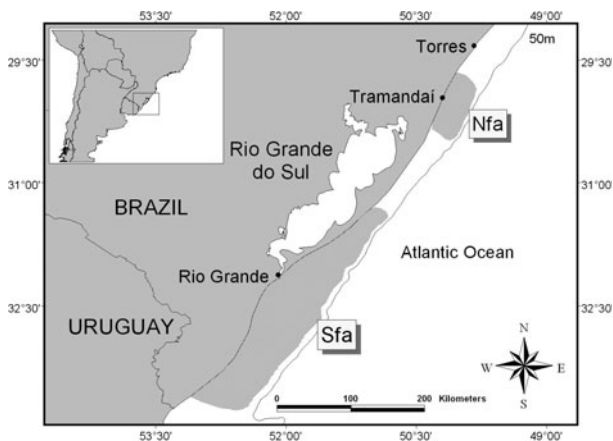 53°30' 52°00' 50°30' 49°00'
50m
29°30'
Torres
Tramandaí
Nfa
Rio Grande
do Sul
31°00'
BRAZIL
Atlantic Ocean
Rio Grande
32°30'
URUGUAY
Sfa
N
W E
S
Kilometers
0 100 200
53°30' 52°00' 50°30' 49°00'
29°30'
31°00'
32°30'